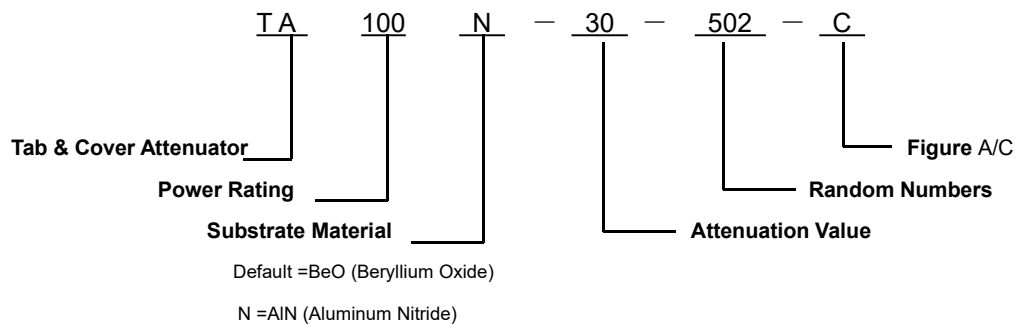 TA 100 N — 30 — 502 — C
Tab & Cover Attenuator
Figure A/C
Power Rating
Random Numbers
Substrate Material
Attenuation Value
Default =BeO (Beryllium Oxide)
N =AlN (Aluminum Nitride)